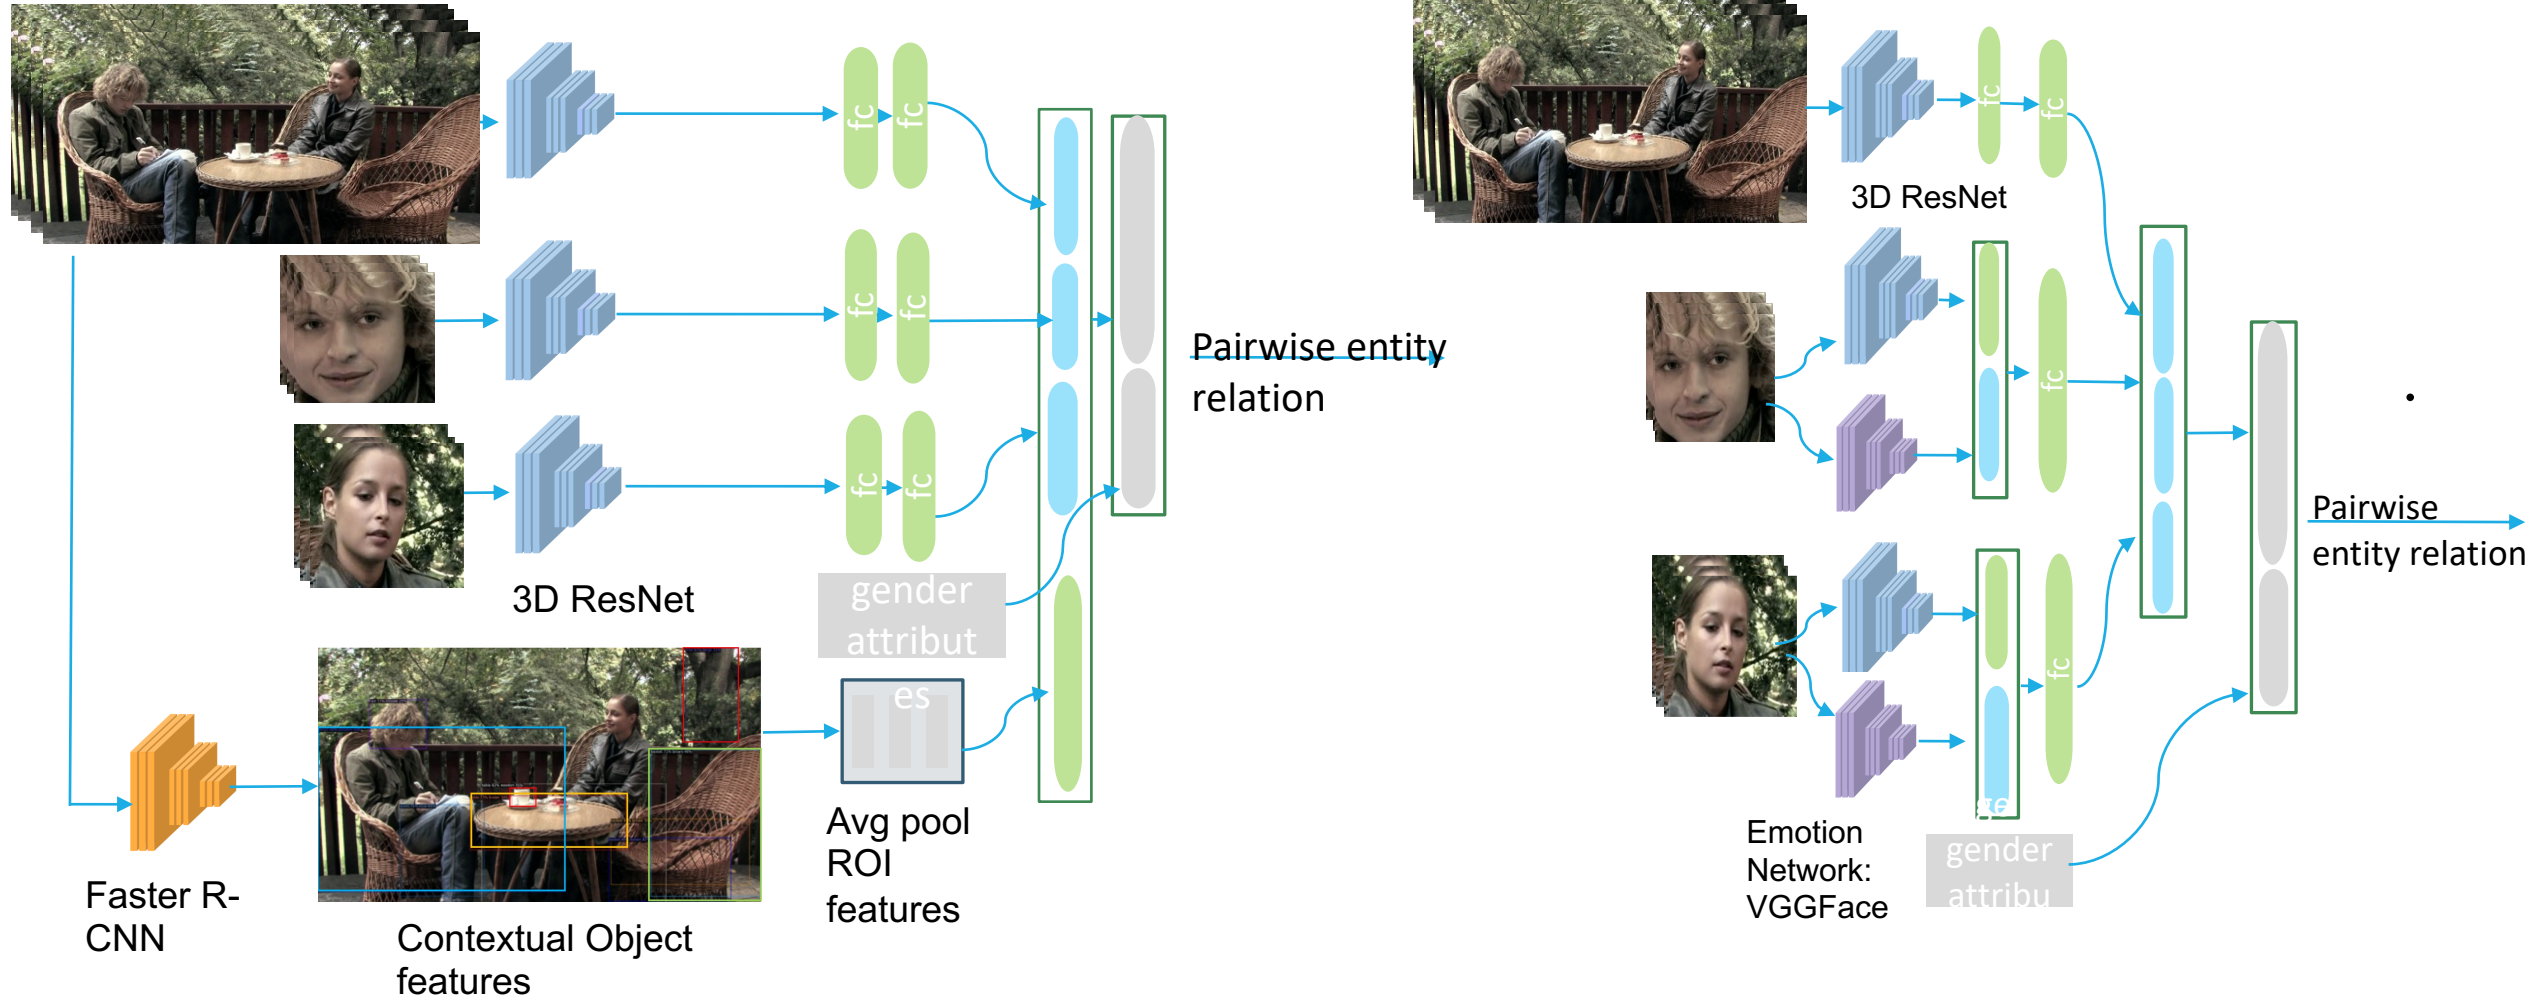 fc
fc
fc
fc
fc
fc
3D ResNet
gender
attribut
es
Pairwise entity
relation
Faster R-
CNN
Contextual Object
features
Avg pool
ROI
features
fc
fc
3D ResNet
fc
fc
Pairwise
entity relation
Emotion
Network:
VGGFace
ge
gender
attribu
.